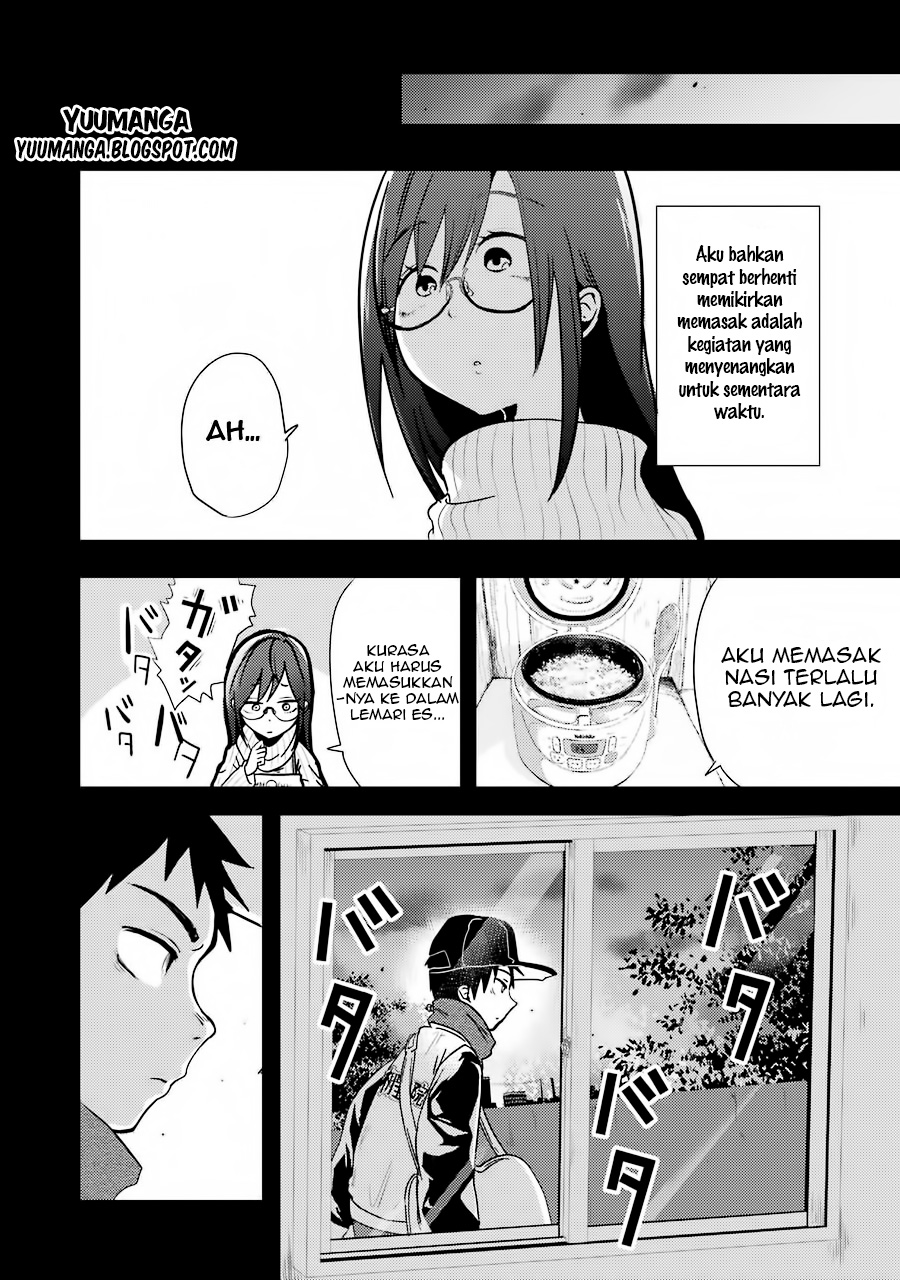 YUUMANGA
YUUMANGA.BLOGSPOT.COM
Aku bahkan
sempat berhenti
memikirkan
memasak adalah
kegiatan yang
menyenangkan
untuk sementara
waktu.
AH...
AKU MEMASAK
NASI TERLALU
BANYAK LAGI.
KURASA
AKU HARUS
MEMASUKKAN
-NYA KE DALAM
LEMARI ES...
ガタッ
バタ
バタ
バタ
バタ
バタ